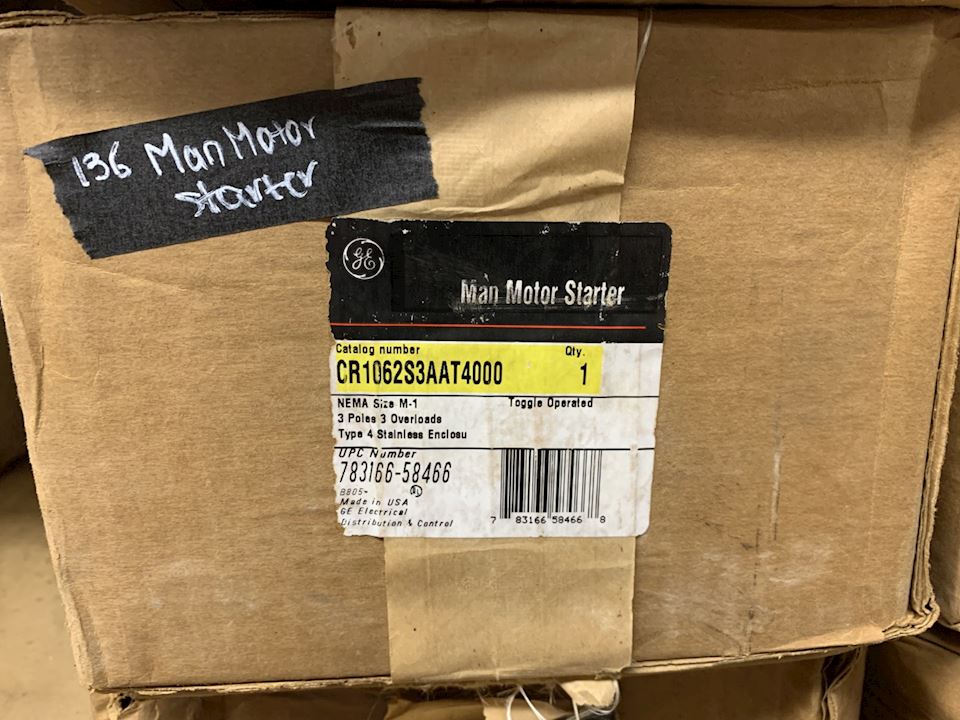 136 Man Motor
starter
GE
Man Motor Starter
Catalog number Qty.
CR1062S3AAT4000 1
NEMA Size M-1 Toggle Operated
3 Poles 3 Overloads
Type 4 Stainless Enclosu
UPC Number
783166-58466
8805-
Made in USA
GE Electrical
Distribution & Control
7 83166 58466 8